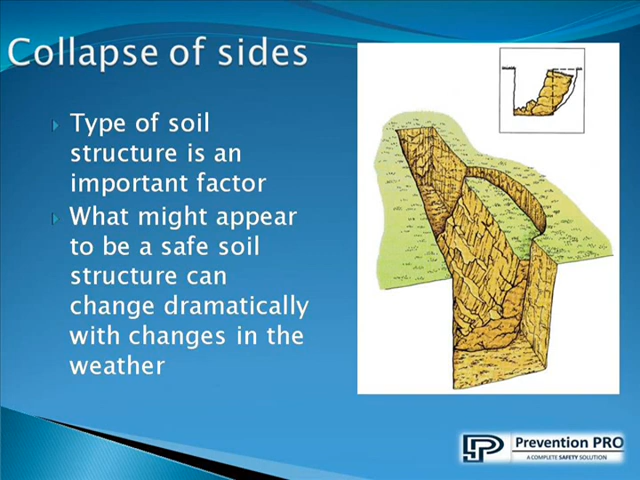 Collapse of sides
Type of soil
structure is an
important factor
What might appear
to be a safe soil
structure can
change dramatically
with changes in the
weather
Prevention PRO
A COMPLETE SAFETY SOLUTION